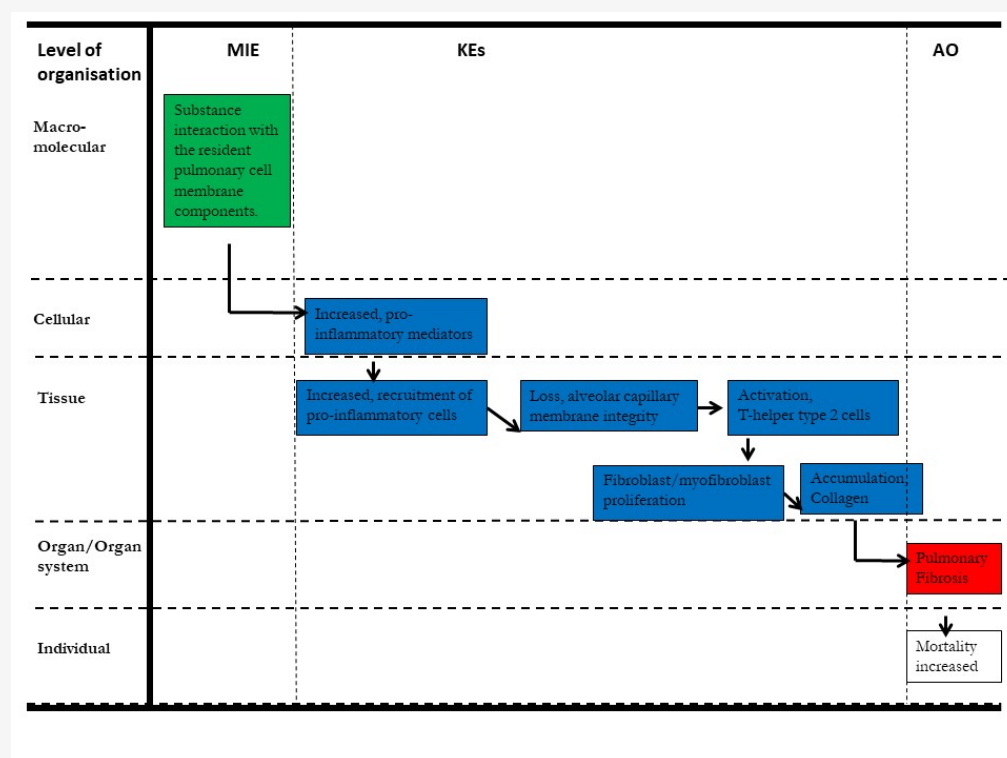 Level of
organisation
MIE
KEs
AO
Macro-
molecular
Substance
interaction with
the resident
pulmonary cell
membrane
components.
Cellular
Increased, pro-
inflammatory mediators
Tissue
Increased, recruitment of
pro-inflammatory cells
Loss, alveolar capillary
membrane integrity
Activation,
T-helper type 2 cells
Fibroblast/myofibroblast
proliferation
Accumulation,
Collagen
Organ/Organ
system
Pulmonary
Fibrosis
Individual
Mortality
increased